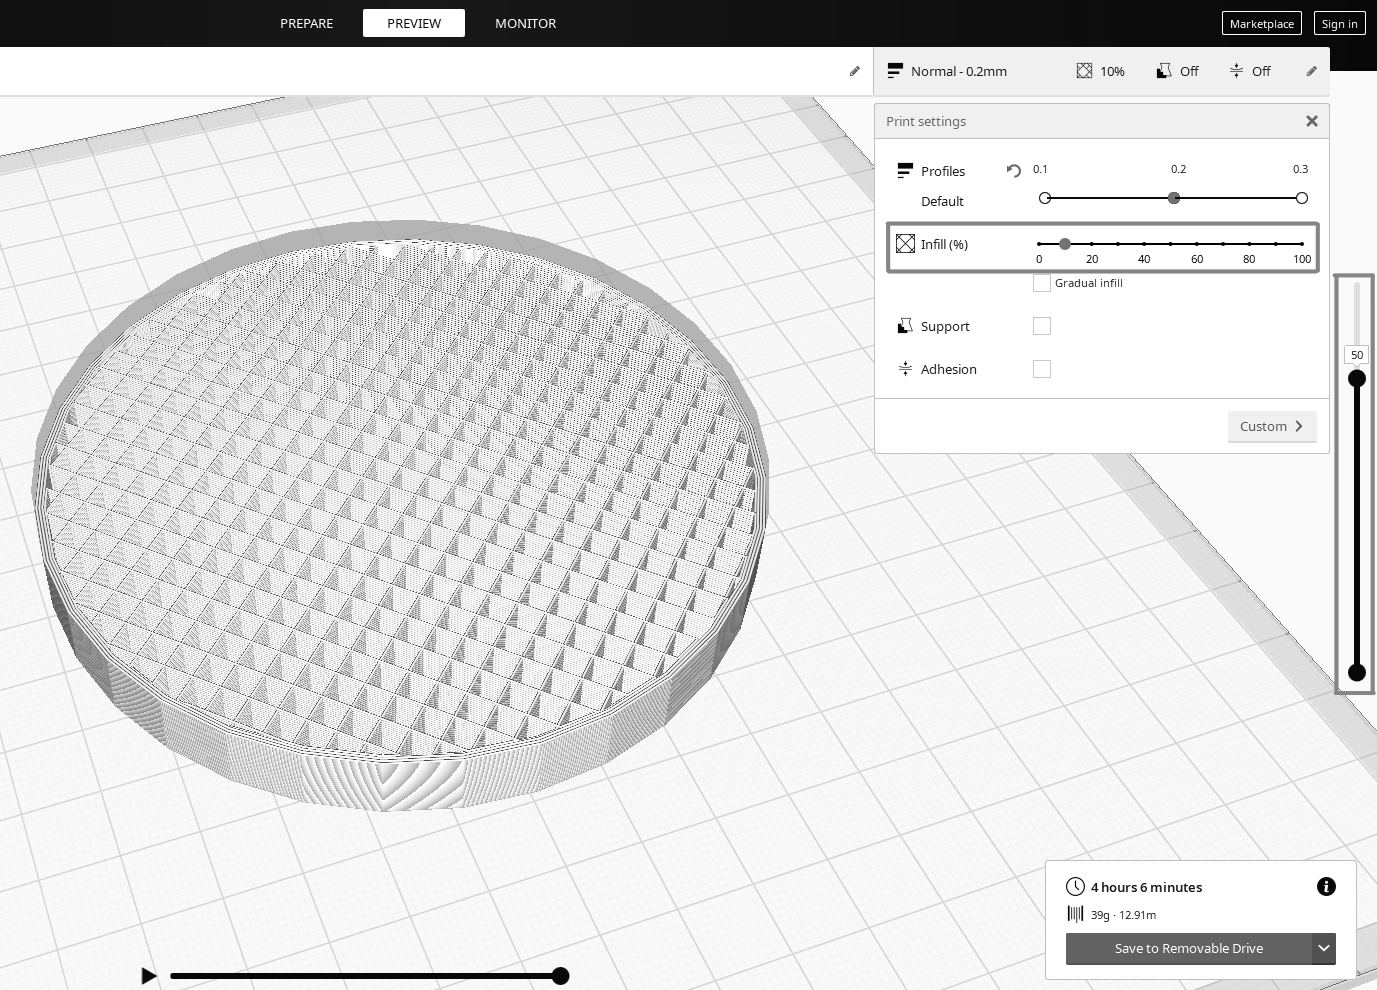 PREPARE PREVIEW MONITOR Marketplace Sign in
Normal - 0.2mm 10% Off Off
Print settings
Profiles 0.1 0.2 0.3
Default
Infill (%)
0 20 40 60 80 100
Gradual infill
Support
50
Adhesion
Custom
4 hours 6 minutes
39g · 12.91m
Save to Removable Drive